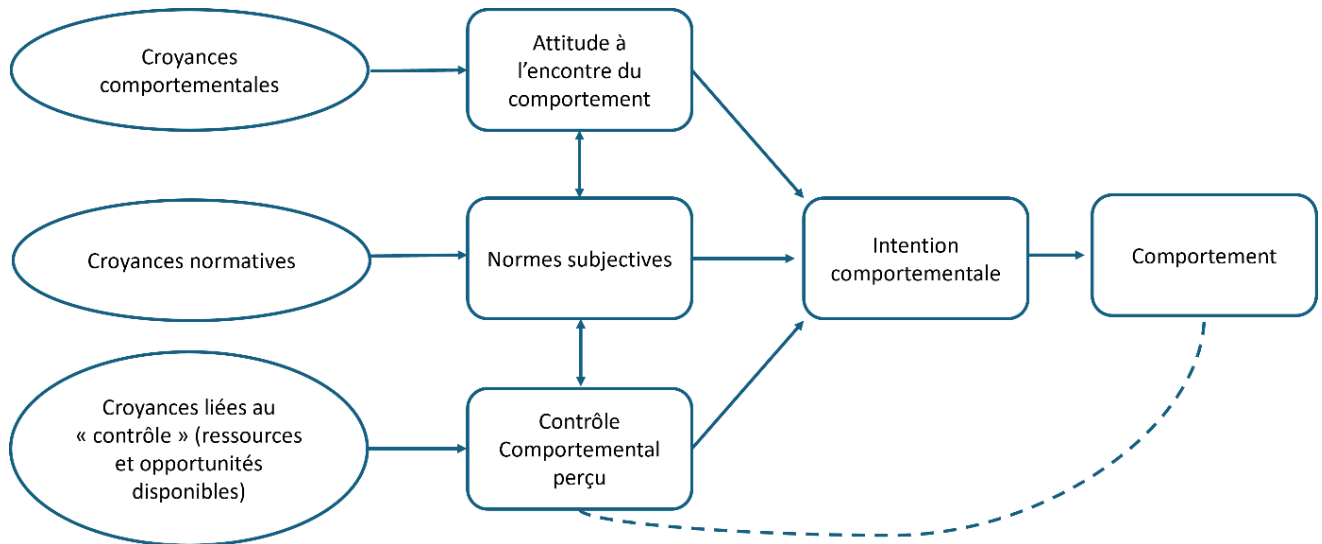 Croyances
comportementales
Attitude à
l’encontre du
comportement
Croyances normatives
Normes subjectives
Intention
comportementale
Comportement
Croyances liées au
« contrôle » (ressources
et opportunités
disponibles)
Contrôle
Comportemental
perçu